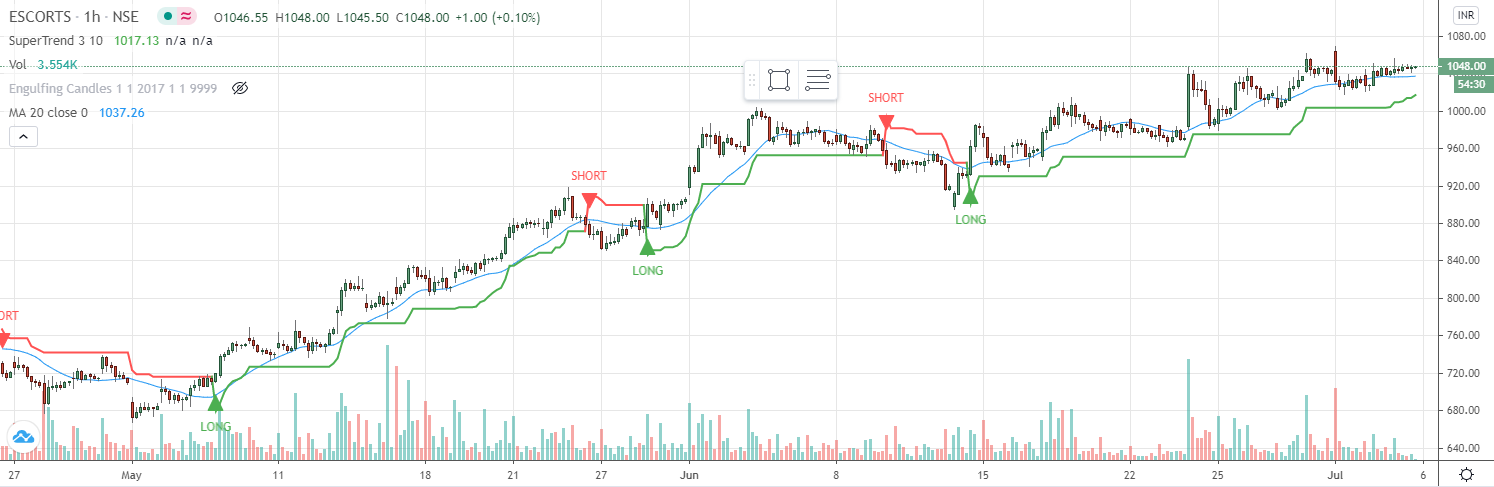 ESCORTS · 1h · NSE O1046.55 H1048.00 L1045.50 C1048.00 +1.00 (+0.10%)
SuperTrend 3 10 1017.13 n/a n/a
Vol 3.554K
Engulfing Candles 1 1 2017 1 1 9999
MA 20 close 0 1037.26
INR
1080.00
1048.00
54:30
1000.00
960.00
920.00
880.00
840.00
800.00
760.00
720.00
680.00
640.00
SHORT
SHORT
LONG
LONG
ORT
LONG
27 May 11 18 21 27 Jun 8 15 22 25 Jul 6